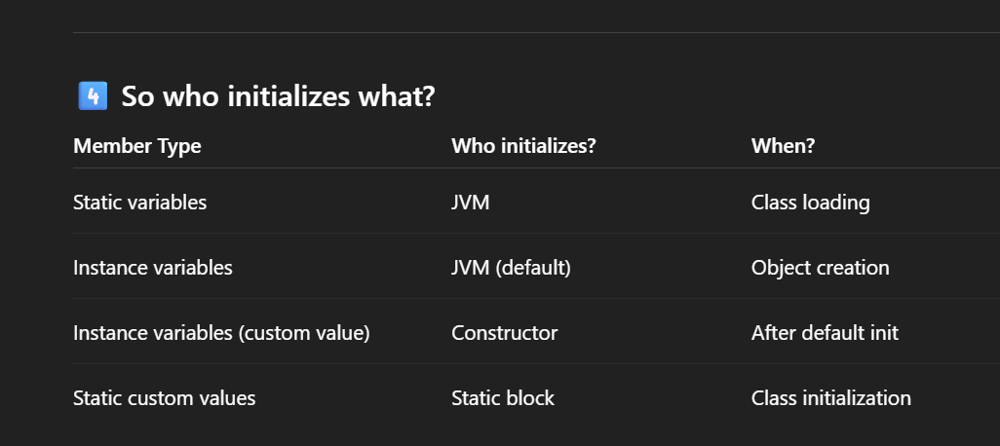 4️⃣ So who initializes what?
Member Type Who initializes? When?
Static variables JVM Class loading
Instance variables JVM (default) Object creation
Instance variables (custom value) Constructor After default init
Static custom values Static block Class initialization